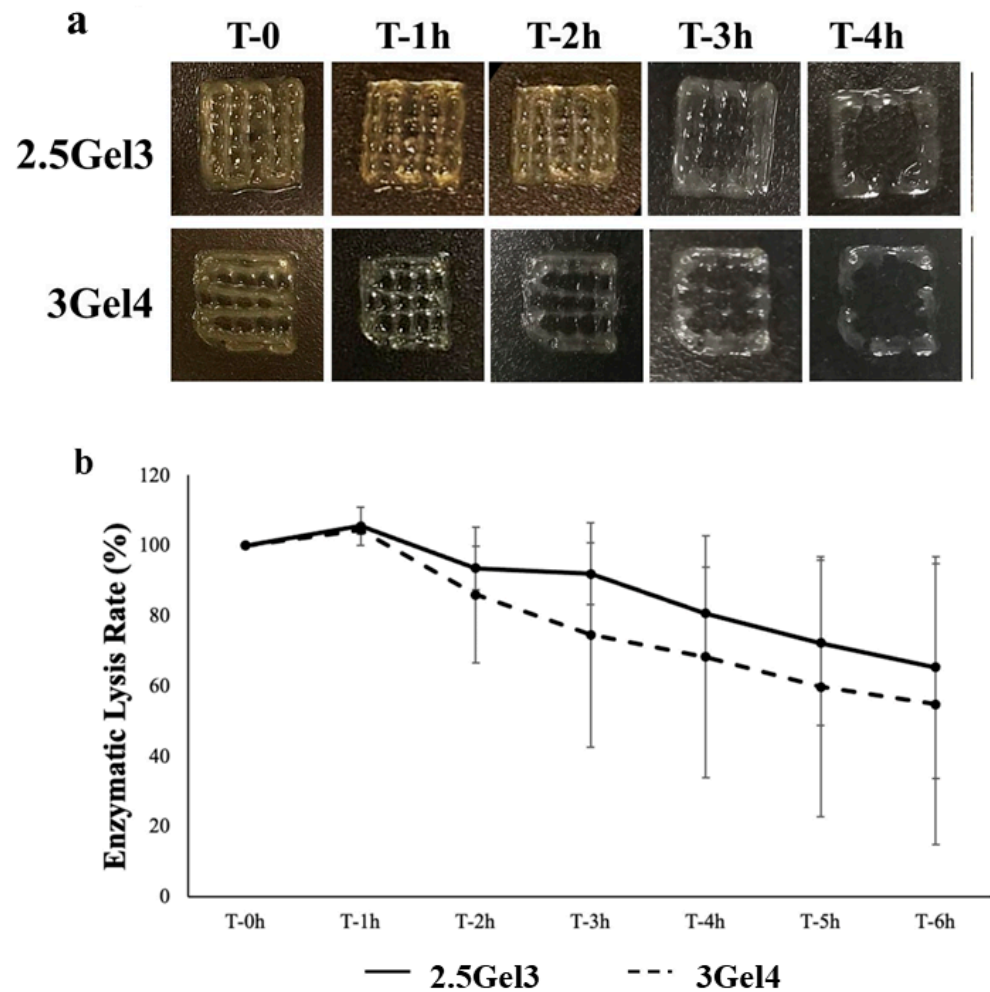 a
T-0 T-1h T-2h T-3h T-4h
2.5Gel3
3Gel4
b
Enzymatic Lysis Rate (%)
120
100
80
60
40
20
0
T-0h T-1h T-2h T-3h T-4h T-5h T-6h
2.5Gel3 3Gel4